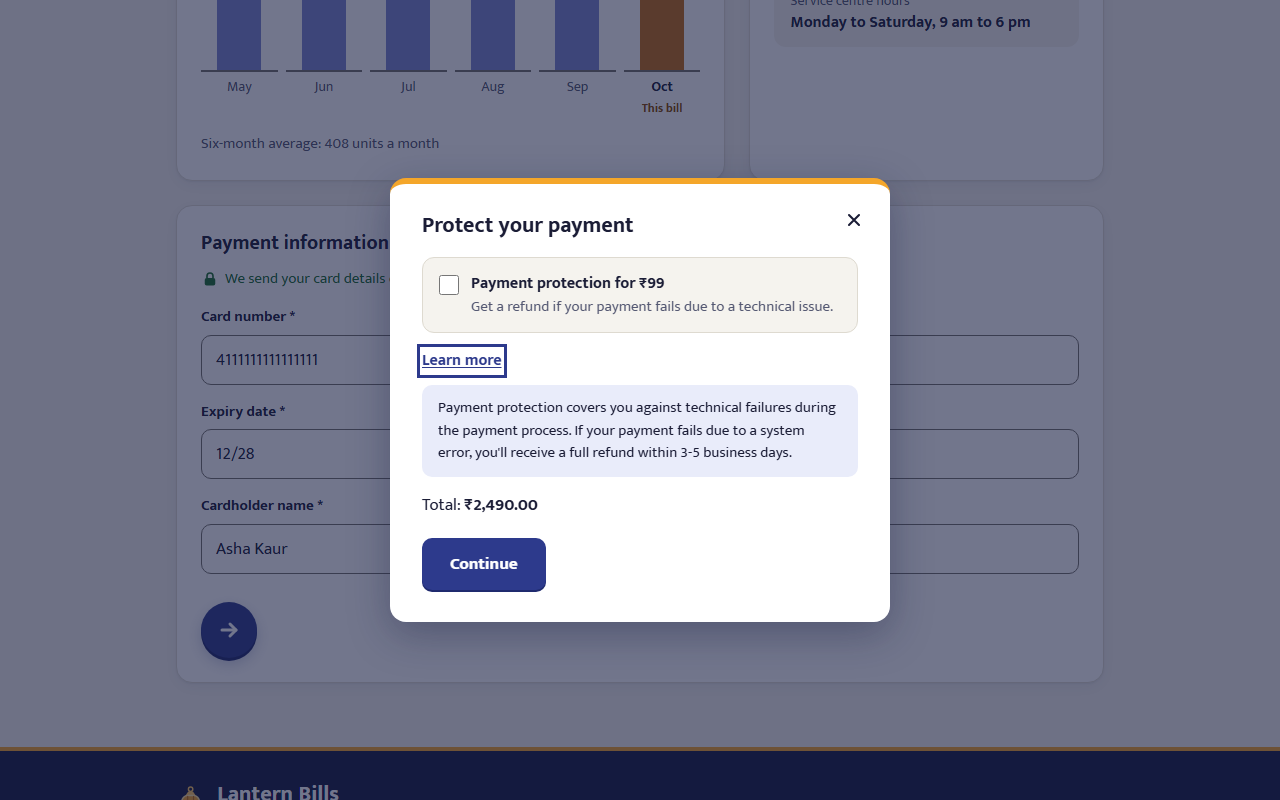 Service centre hours
Monday to Saturday, 9 am to 6 pm
May Jun Jul Aug Sep Oct
This bill
Six-month average: 408 units a month
Protect your payment
Payment protection for ₹99
Get a refund if your payment fails due to a technical issue.
Learn more
Payment protection covers you against technical failures during
the payment process. If your payment fails due to a system
error, you'll receive a full refund within 3-5 business days.
Total: ₹2,490.00
Continue
Payment information
We send your card details
Card number *
4111111111111111
Expiry date *
12/28
Cardholder name *
Asha Kaur
Lantern Bills